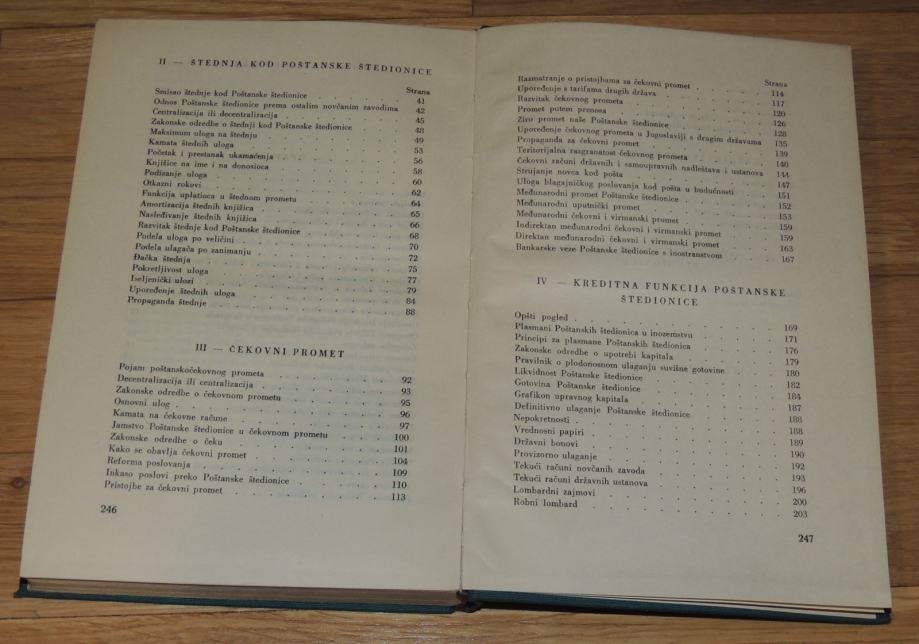 II — ŠTEDNJA KOD POŠTANSKE ŠTEDIONICE
Strana
Smisao štednje kod Poštanske štedionice . . . . 41
Odnos Poštanske štedionice prema ostalim novčanim zavodima 42
Centralizacija ili decentralizacija . . . . 45
Zakonske odredbe o štednji kod Poštanske štedionice . . . . 48
Maksimum uloga na štednju . . . . 49
Kamata štednih uloga . . . . 53
Početak i prestanak ukamaćenja . . . . 56
Knjižice na ime i na donosioca . . . . 58
Podizanje uloga . . . . 60
Otkazni rokovi . . . . 62
Funkcija uplatnica u štednom prometu . . . . 64
Amortizacija štednih knjižica . . . . 65
Nasleđivanje štednih knjižica . . . . 66
Razvitak štednje kod Poštanske štedionice . . . . 68
Podela uloga po veličini . . . . 70
Podela ulagača po zanimanju . . . . 72
Đačka štednja . . . . 75
Pokretljivost uloga . . . . 77
Iseljenički ulozi . . . . 79
Upoređenje štednih uloga . . . . 84
Propaganda štednje . . . . 88
III — ČEKOVNI PROMET
Pojam poštanskočekovnog prometa . . . . 92
Decentralizacija ili centralizacija . . . . 93
Zakonske odredbe o čekovnom prometu . . . . 95
Osnovni ulog . . . . 96
Kamata na čekovne račune . . . . 97
Jamstvo Poštanske štedionice u čekovnom prometu . . . . 100
Zakonske odredbe o čeku . . . . 101
Kako se obavlja čekovni promet . . . . 104
Reforma poslovanja . . . . 109
Inkaso poslovi preko Poštanske štedionice . . . . 110
Pristojbe za čekovni promet . . . . 113
246
Strana
Razmatranje o pristojbama za čekovni promet . . . . 114
Upoređenje s tarifama drugih država . . . . 117
Razvitak čekovnog prometa . . . . 120
Promet putem prenosa . . . . 126
Žiro promet naše Poštanske štedionice . . . . 128
Upoređenje čekovnog prometa u Jugoslaviji s drugim državama 135
Propaganda za čekovni promet . . . . 139
Teritorijalna razgranatost čekovnog prometa . . . . 140
Čekovni računi državnih i samoupravnih nadleštava i ustanova 144
Strujanje novca kod pošta . . . . 147
Uloga blagajničkog poslovanja kod pošta u budućnosti . . . . 151
Međunarodni promet Poštanske štedionice . . . . 152
Međunarodni uputnički promet . . . . 153
Međunarodni čekovni i virmanski promet . . . . 159
Indirektan međunarodni čekovni i virmanski promet . . . . 159
Direktan međunarodni čekovni i virmanski promet . . . . 163
Bankarske veze Poštanske štedionice s inostranstvom . . . . 167
IV — KREDITNA FUNKCIJA POŠTANSKE
ŠTEDIONICE
Opšti pogled . . . . 169
Plasmani Poštanskih štedionica u inozemstvu . . . . 171
Principi za plasmane Poštanskih štedionica . . . . 176
Zakonske odredbe o upotrebi kapitala . . . . 179
Pravilnik o plodonosnom ulaganju suvišne gotovine . . . . 180
Likvidnost Poštanske štedionice . . . . 182
Gotovina Poštanske štedionice . . . . 184
Grafikon upravnog kapitala . . . . 187
Definitivno ulaganje Poštanske štedionice . . . . 188
Nepokretnosti . . . . 188
Vrednosni papiri . . . . 189
Državni bonovi . . . . 190
Provizorno ulaganje . . . . 192
Tekući računi novčanih zavoda . . . . 193
Tekući računi državnih ustanova . . . . 196
Lombardni zajmovi . . . . 200
Robni lombard . . . . 203
247